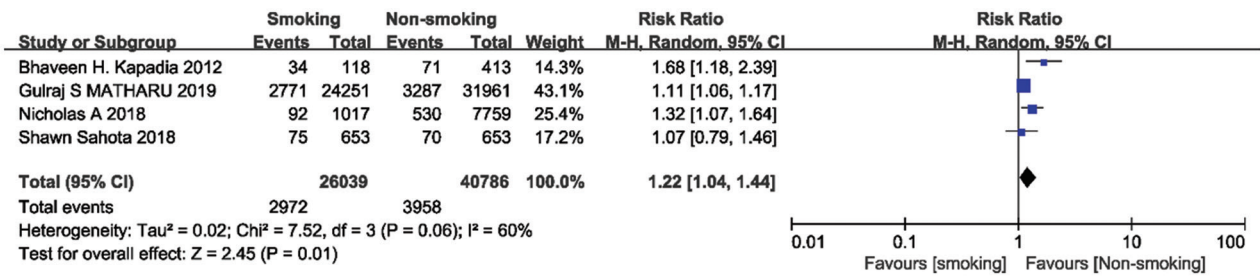 Smoking Non-smoking Risk Ratio Risk Ratio
Study or Subgroup Events Total Events Total Weight M-H, Random, 95% CI M-H, Random, 95% CI
Bhaveen H. Kapadia 2012 34 118 71 413 14.3% 1.68 [1.18, 2.39]
Gulraj S MATHARU 2019 2771 24251 3287 31961 43.1% 1.11 [1.06, 1.17]
Nicholas A 2018 92 1017 530 7759 25.4% 1.32 [1.07, 1.64]
Shawn Sahota 2018 75 653 70 653 17.2% 1.07 [0.79, 1.46]
Total (95% CI) 26039 40786 100.0% 1.22 [1.04, 1.44]
Total events 2972 3958
Heterogeneity: Tau² = 0.02; Chi² = 7.52, df = 3 (P = 0.06); I² = 60%
Test for overall effect: Z = 2.45 (P = 0.01)
0.01 0.1 1 10 100
Favours [smoking] Favours [Non-smoking]